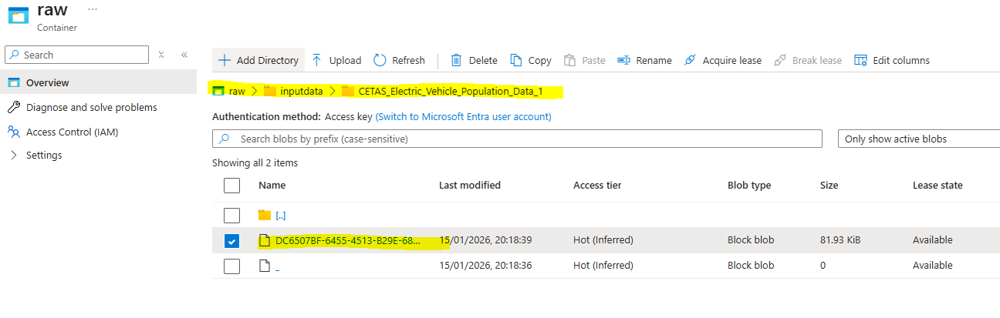 raw ...
Container
Search
Add Directory Upload Refresh Delete Copy Paste Rename Acquire lease Break lease Edit columns
Overview
raw > inputdata > CETAS_Electric_Vehicle_Population_Data_1
Diagnose and solve problems
Authentication method: Access key (Switch to Microsoft Entra user account)
Access Control (IAM)
Search blobs by prefix (case-sensitive) Only show active blobs
Settings
Showing all 2 items
Name Last modified Access tier Blob type Size Lease state
[..]
DC6507BF-6455-4513-B29E-68... 15/01/2026, 20:18:39 Hot (Inferred) Block blob 81.93 KiB Available
_ 15/01/2026, 20:18:36 Hot (Inferred) Block blob 0 Available